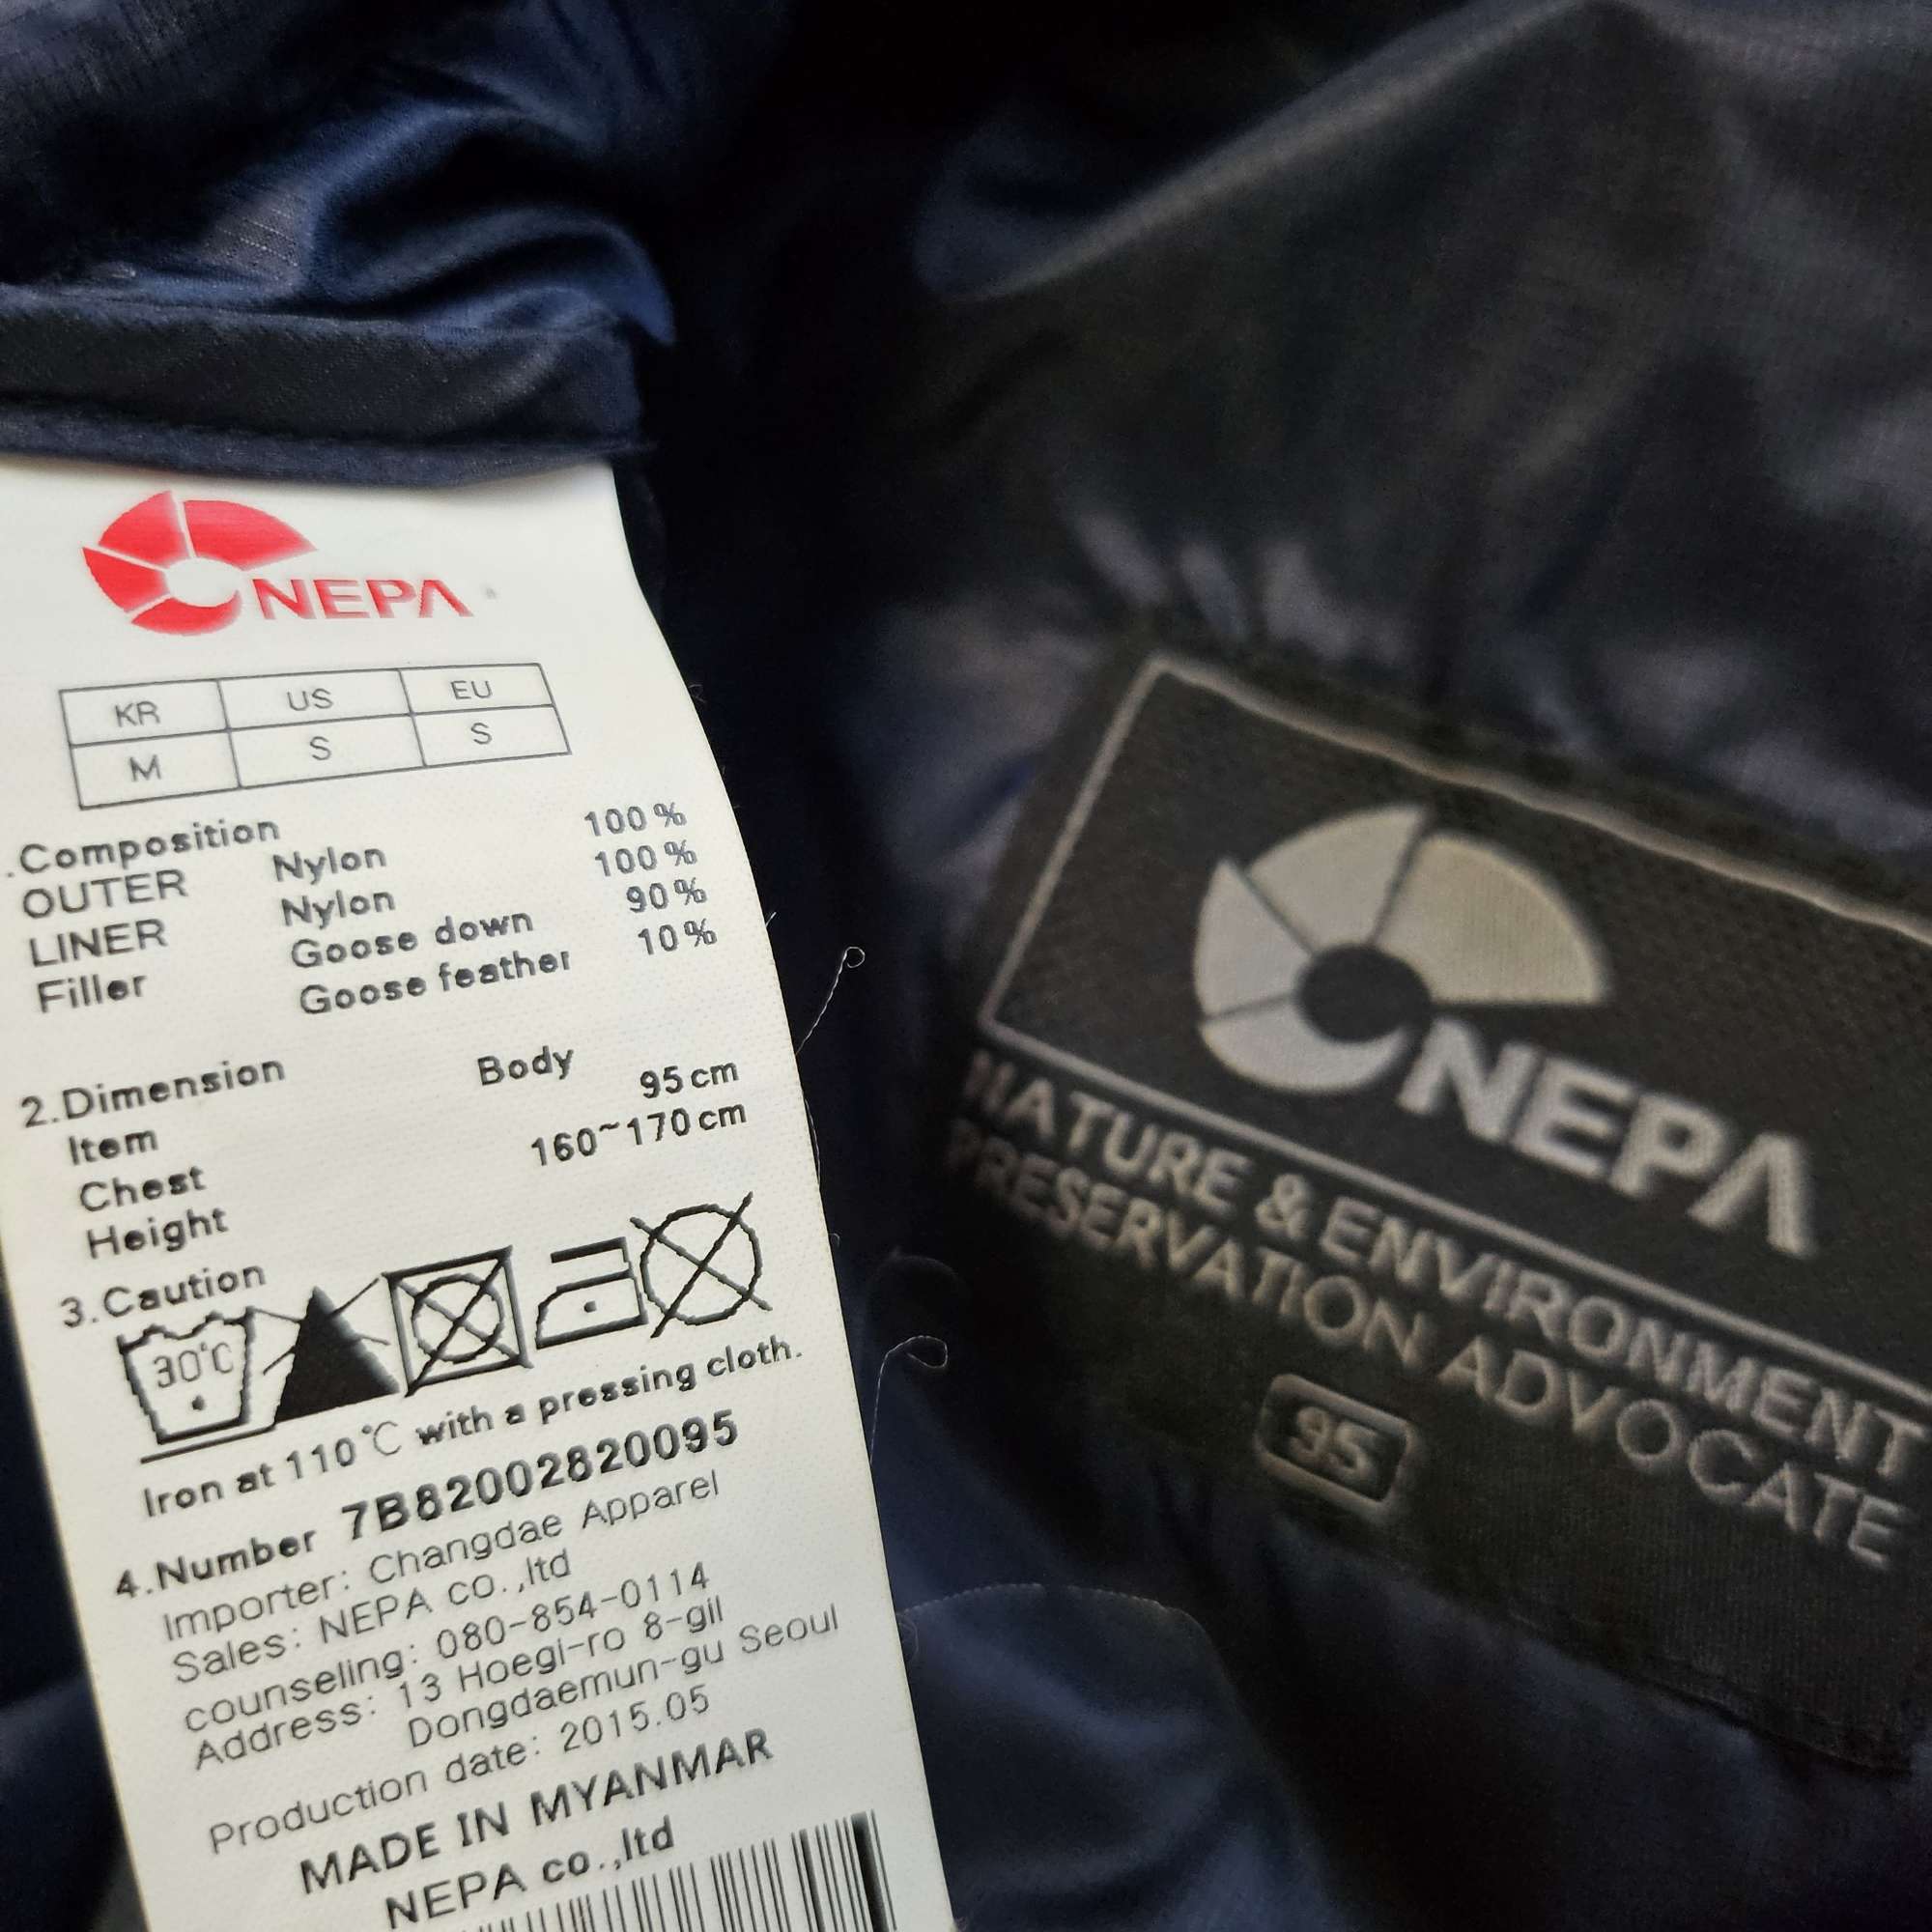 NEPA
KR US EU
M S S
.Composition
OUTER Nylon 100%
LINER Nylon 100%
Filler Goose down 90%
Goose feather 10%
2.Dimension
Item Body
Chest 95cm
Height 160~170cm
3.Caution
30°C
Iron at 110℃ with a pressing cloth.
4.Number 7B82002820095
Importer: Changdae Apparel
Sales: NEPA co.,ltd
counseling: 080-854-0114
Address: 13 Hoegi-ro 8-gil
Dongdaemun-gu Seoul
Production date: 2015.05
MADE IN MYANMAR
NEPA co.,ltd
NEPA
NATURE & ENVIRONMENT
PRESERVATION ADVOCATE
95